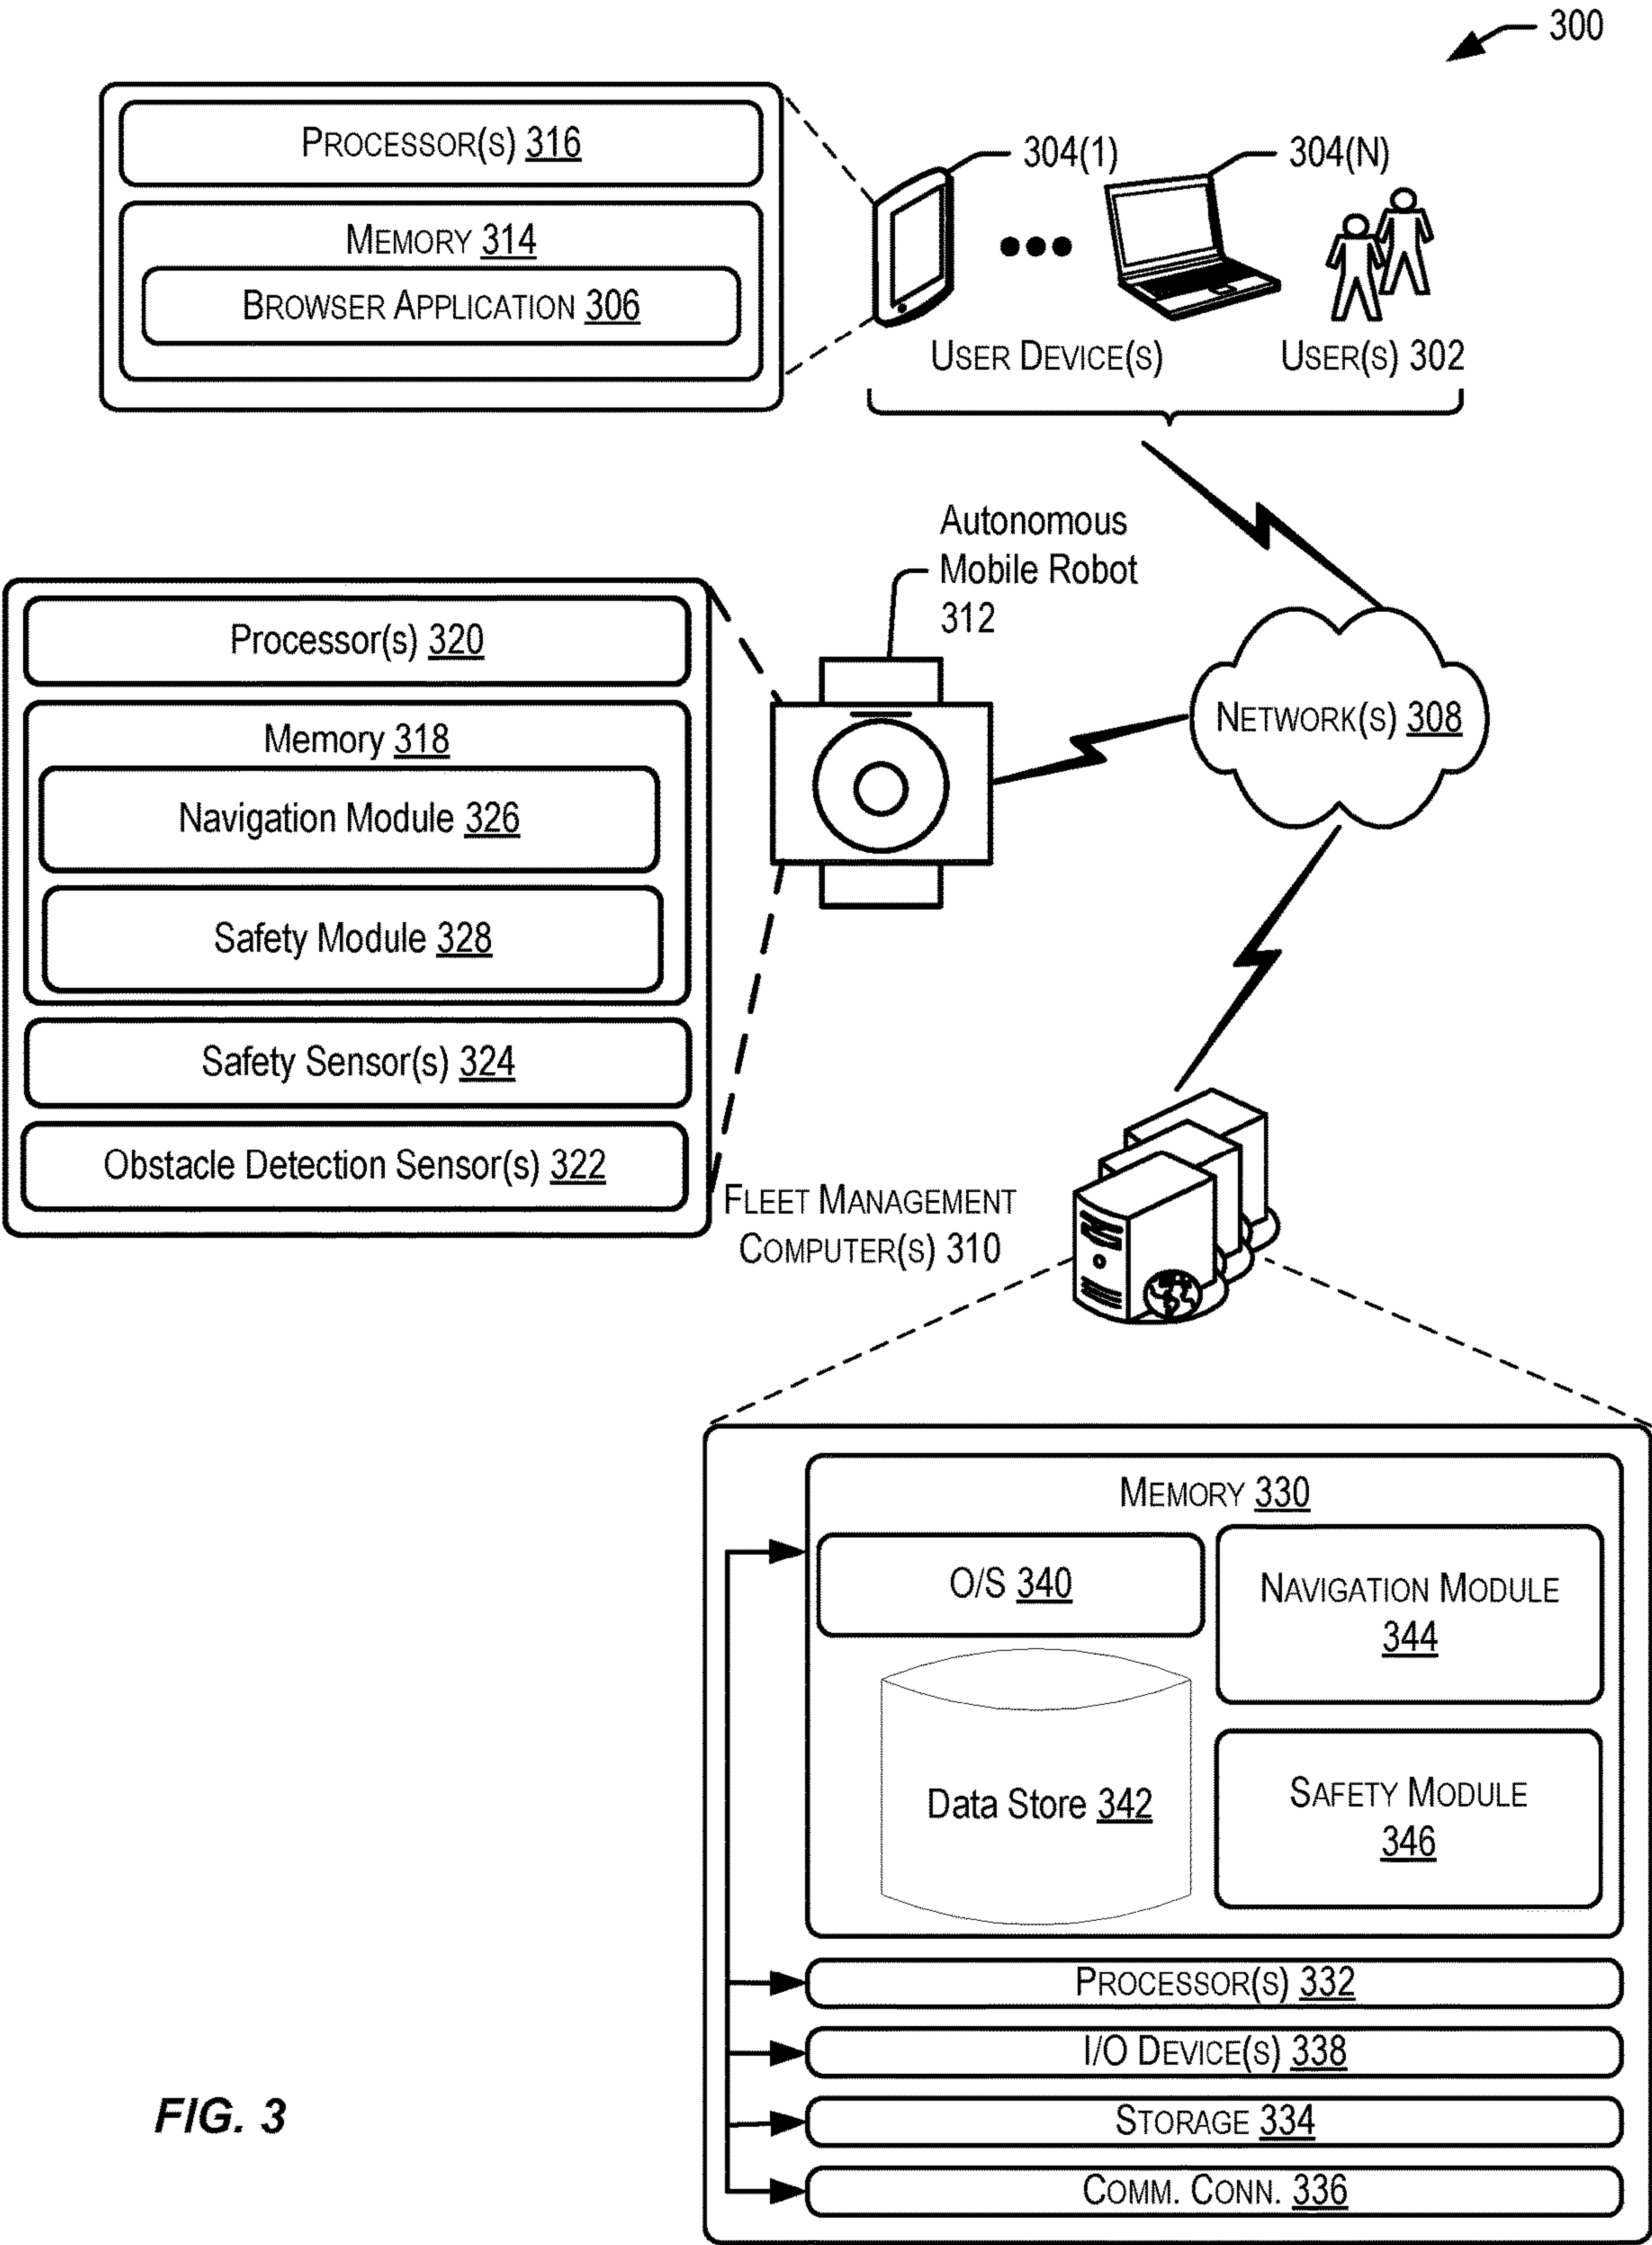 300
PROCESSOR(S) 316
MEMORY 314
BROWSER APPLICATION 306
304(1)
304(N)
USER DEVICE(S)
USER(S) 302
Autonomous
Mobile Robot
312
Processor(s) 320
Memory 318
Navigation Module 326
Safety Module 328
Safety Sensor(s) 324
Obstacle Detection Sensor(s) 322
NETWORK(S) 308
FLEET MANAGEMENT
COMPUTER(S) 310
MEMORY 330
O/S 340
NAVIGATION MODULE
344
Data Store 342
SAFETY MODULE
346
PROCESSOR(S) 332
I/O DEVICE(S) 338
STORAGE 334
COMM. CONN. 336
FIG. 3